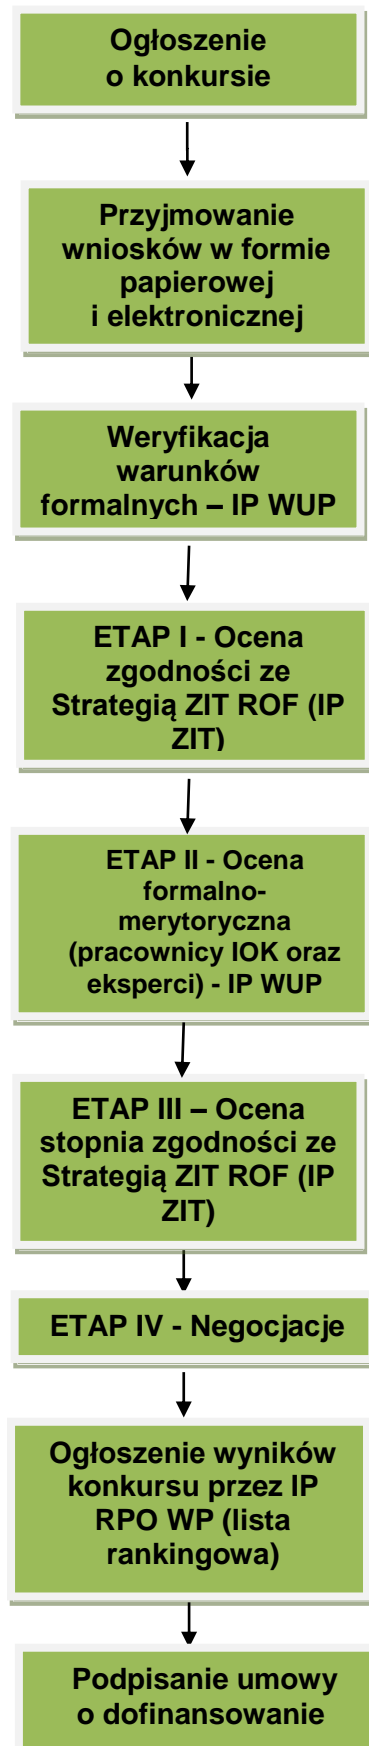 Ogłoszenie
o konkursie
Przyjmowanie
wniosków w formie
papierowej
i elektronicznej
Weryfikacja
warunków
formalnych – IP WUP
ETAP I - Ocena
zgodności ze
Strategią ZIT ROF (IP
ZIT)
ETAP II - Ocena
formalno-
merytoryczna
(pracownicy IOK oraz
eksperci) - IP WUP
ETAP III – Ocena
stopnia zgodności ze
Strategią ZIT ROF (IP
ZIT)
ETAP IV - Negocjacje
Ogłoszenie wyników
konkursu przez IP
RPO WP (lista
rankingowa)
Podpisanie umowy
o dofinansowanie